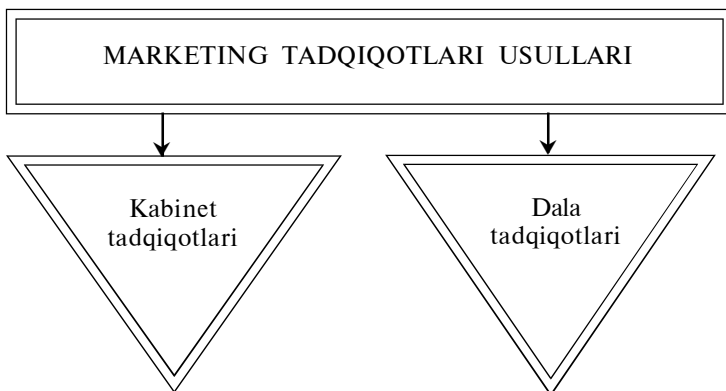 MARKETING TADQIQOTLARI USULLARI
Kabinet
tadqiqotlari
Dala
tadqiqotlari